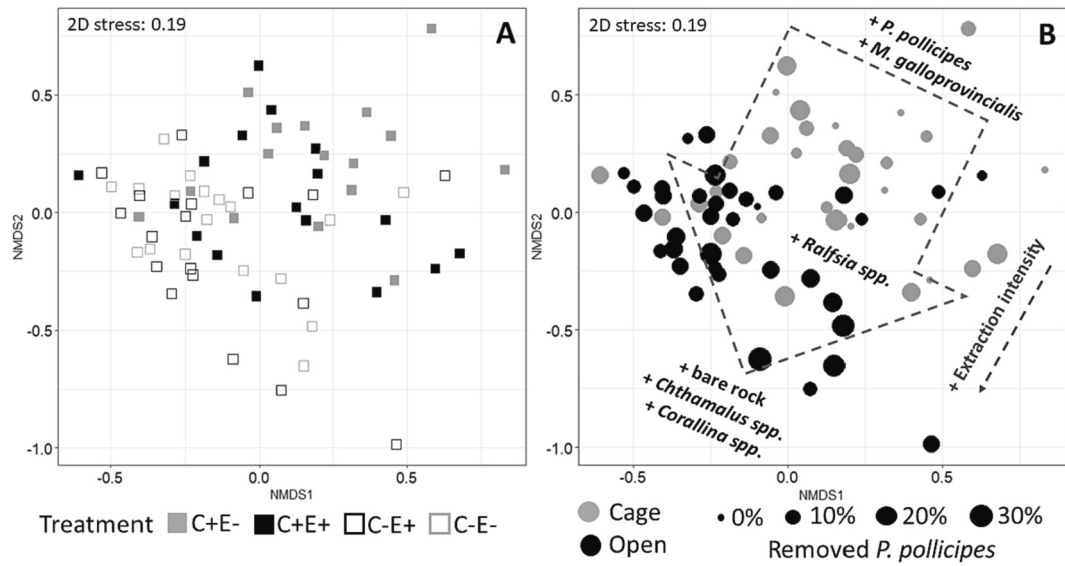 2D stress: 0.19
A
0.5
0.0
-0.5
-1.0
NMDS2
-0.5
0.0
0.5
NMDS1
Treatment C+E- C+E+ C-E+ C-E-
2D stress: 0.19
B
+ P. pollicipes
+ M. galloprovincialis
+ Ralfsia spp.
+ Extraction intensity
+ bare rock
+ Chthamalus spp.
+ Corallina spp.
0.5
0.0
-0.5
-1.0
NMDS2
-0.5
0.0
0.5
NMDS1
Cage
Open
0% 10% 20% 30%
Removed P. pollicipes